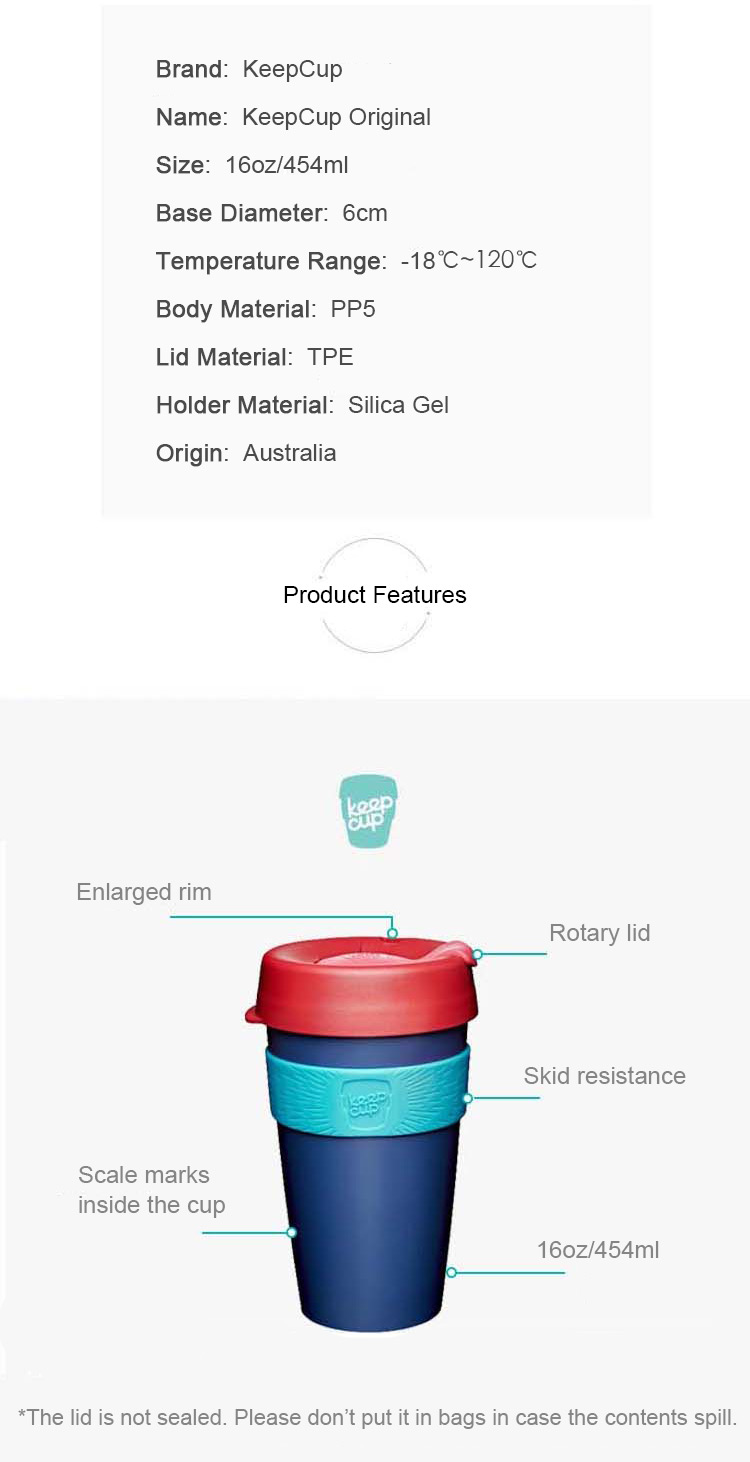 Brand: KeepCup
Name: KeepCup Original
Size: 16oz/454ml
Base Diameter: 6cm
Temperature Range: -18℃~120℃
Body Material: PP5
Lid Material: TPE
Holder Material: Silica Gel
Origin: Australia
Product Features
keep
cup
Enlarged rim
Rotary lid
Skid resistance
keep
cup
Scale marks
inside the cup
16oz/454ml
*The lid is not sealed. Please don’t put it in bags in case the contents spill.